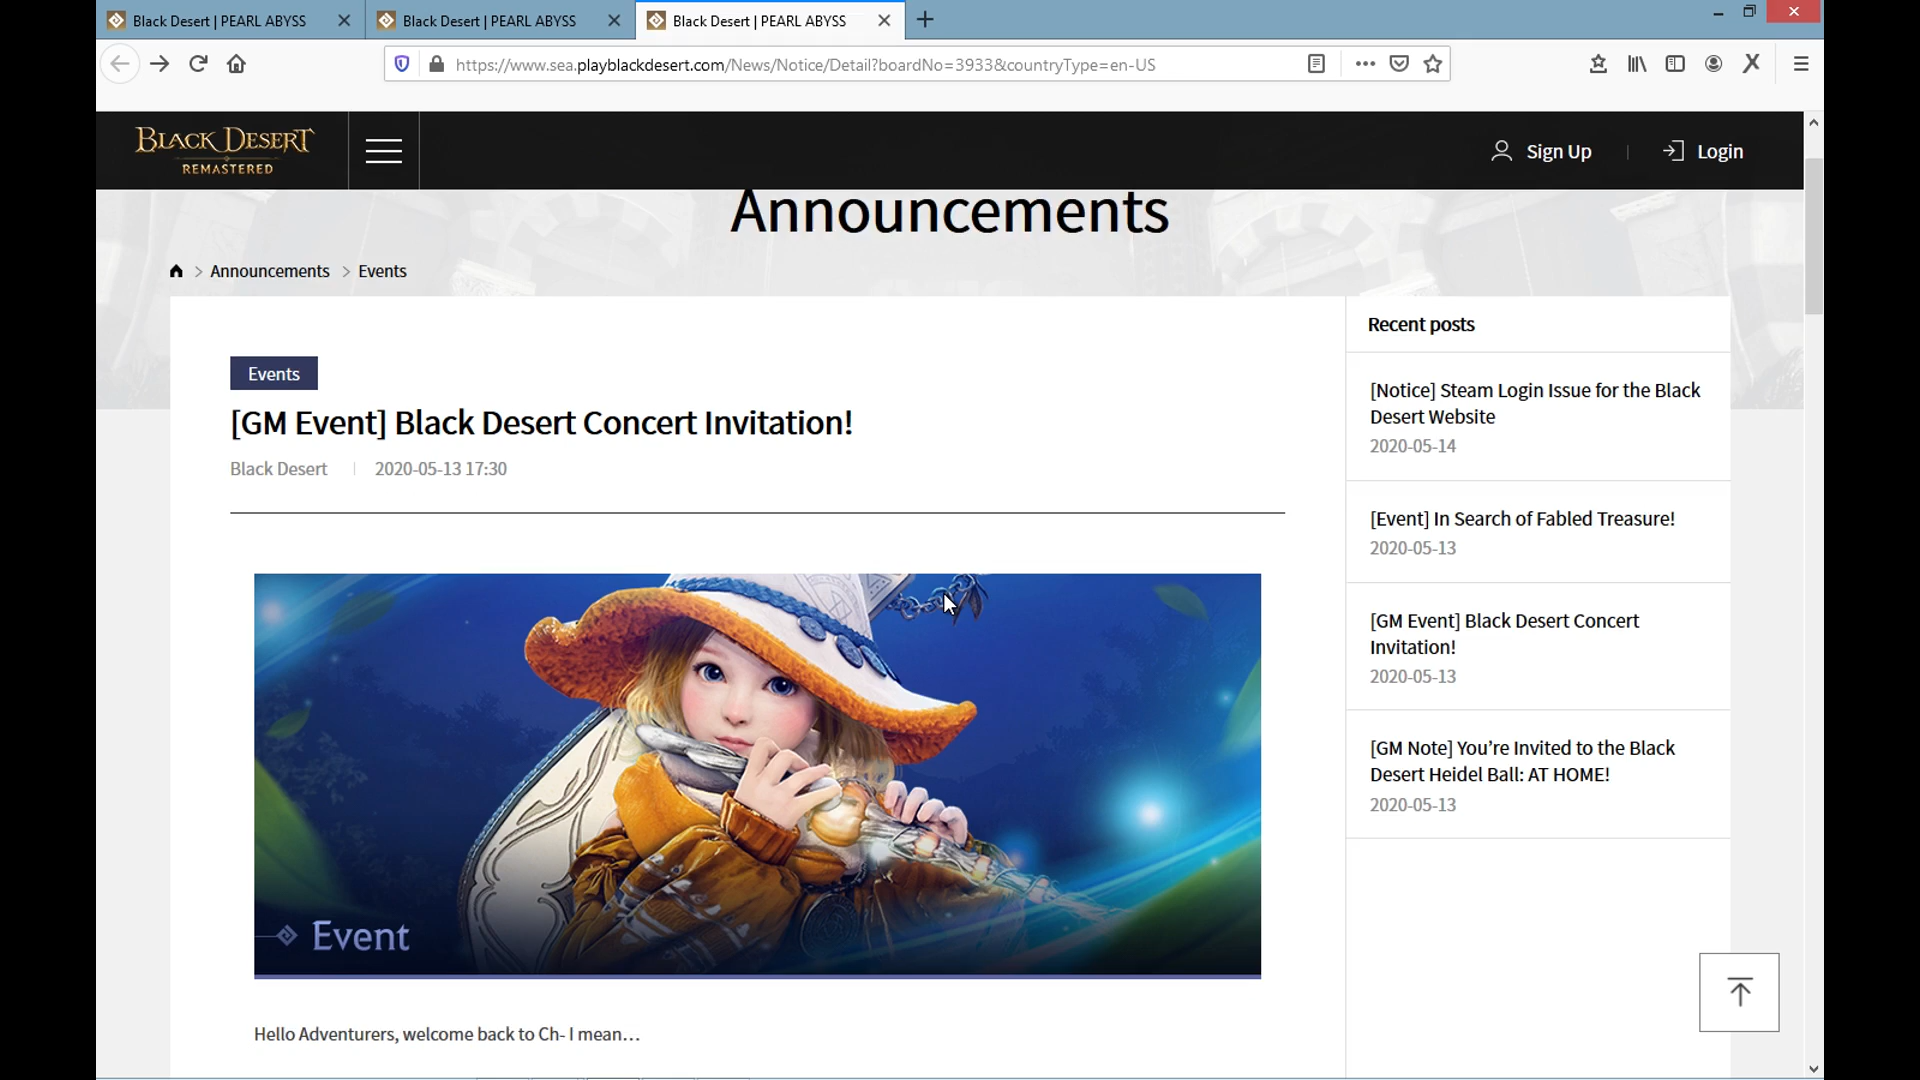 Black Desert | PEARL ABYSS
Black Desert | PEARL ABYSS
Black Desert | PEARL ABYSS
https://www.sea.playblackdesert.com/News/Notice/Detail?boardNo=3933&countryType=en-US
BLACK DESERT
REMASTERED
Sign Up
Login
Announcements
Announcements
Events
Events
[GM Event] Black Desert Concert Invitation!
Black Desert
2020-05-13 17:30
Event
Hello Adventurers, welcome back to Ch- I mean…
Recent posts
[Notice] Steam Login Issue for the Black
Desert Website
2020-05-14
[Event] In Search of Fabled Treasure!
2020-05-13
[GM Event] Black Desert Concert
Invitation!
2020-05-13
[GM Note] You’re Invited to the Black
Desert Heidel Ball: AT HOME!
2020-05-13